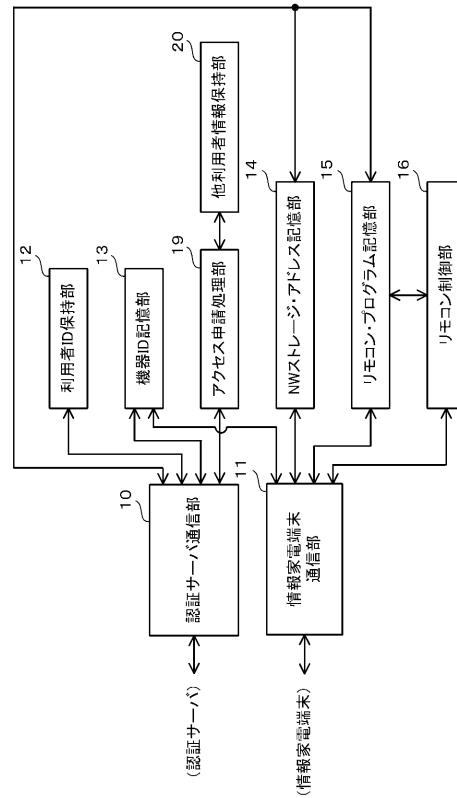 (認証サーバ)
(情報家電端末)
10
認証サーバ通信部
11
情報家電端末
通信部
12
利用者ID保持部
13
機器ID記憶部
19
アクセス申請処理部
20
他利用者情報保持部
14
NWストレージ・アドレス記憶部
15
リモコン・プログラム記憶部
16
リモコン制御部